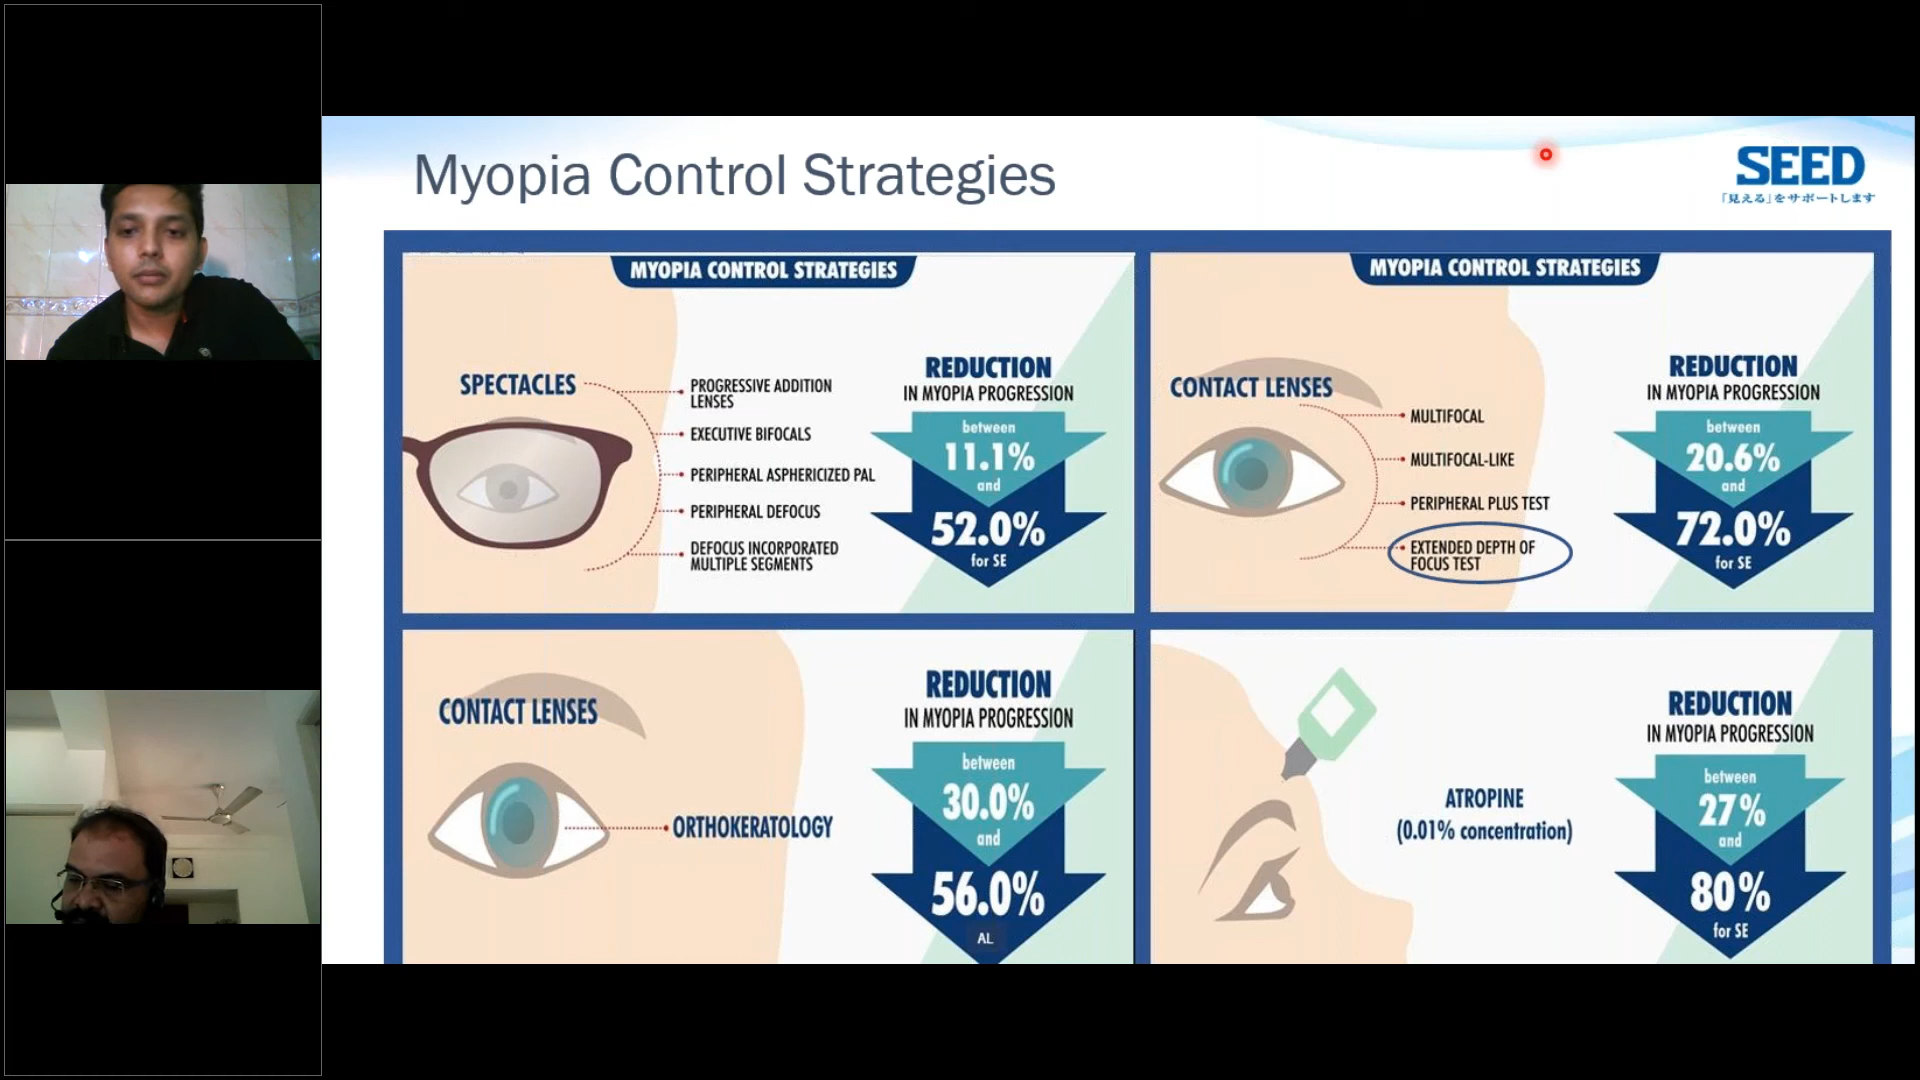 Myopia Control Strategies
SEED
「見える」をサポートします
MYOPIA CONTROL STRATEGIES
SPECTACLES
PROGRESSIVE ADDITION
LENSES
EXECUTIVE BIFOCALS
PERIPHERAL ASPHERICIZED PAL
PERIPHERAL DEFOCUS
DEFOCUS INCORPORATED
MULTIPLE SEGMENTS
REDUCTION
IN MYOPIA PROGRESSION
between
11.1%
and
52.0%
for SE
MYOPIA CONTROL STRATEGIES
CONTACT LENSES
MULTIFOCAL
MULTIFOCAL-LIKE
PERIPHERAL PLUS TEST
EXTENDED DEPTH OF
FOCUS TEST
REDUCTION
IN MYOPIA PROGRESSION
between
20.6%
and
72.0%
for SE
CONTACT LENSES
ORTHOKERATOLOGY
REDUCTION
IN MYOPIA PROGRESSION
between
30.0%
and
56.0%
AL
ATROPINE
(0.01% concentration)
REDUCTION
IN MYOPIA PROGRESSION
between
27%
and
80%
for SE